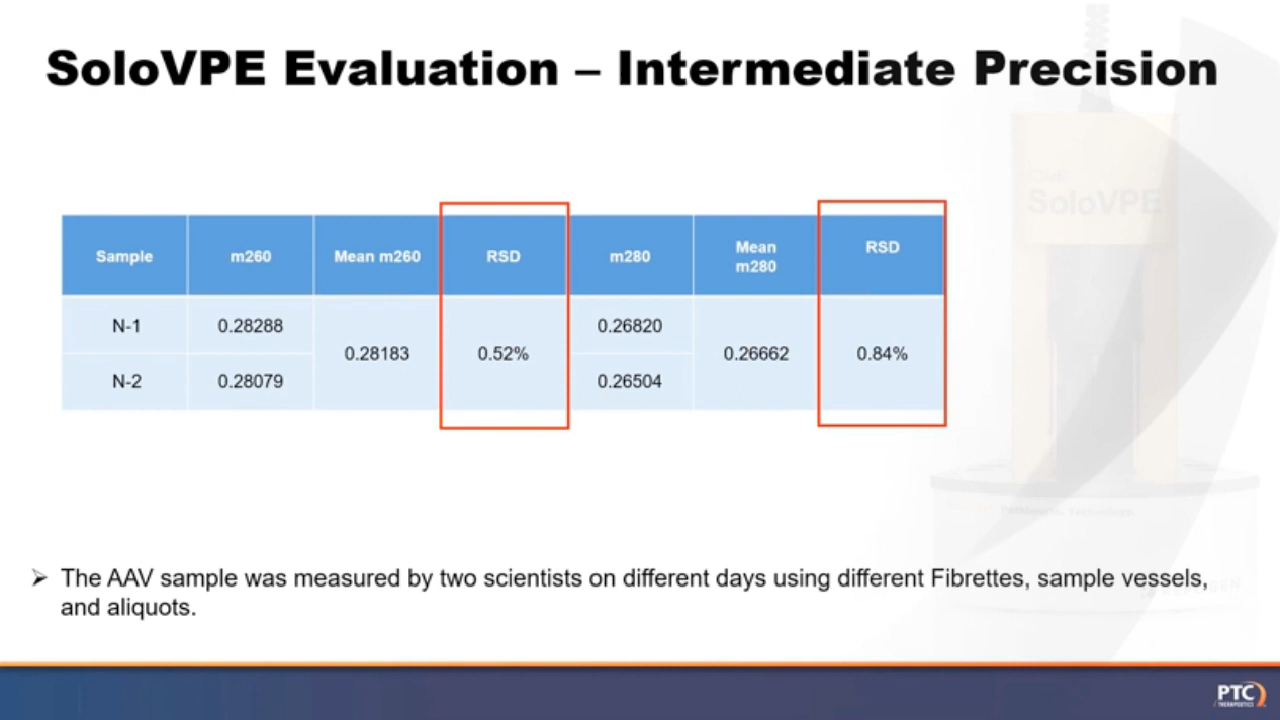 SoloVPE Evaluation – Intermediate Precision
SoloVPE
Sample m260 Mean m260 RSD m280 Mean m280 RSD
N-1 0.28288 0.26820
0.28183 0.52% 0.26662 0.84%
N-2 0.28079 0.26504
➢ The AAV sample was measured by two scientists on different days using different Fibrettes, sample vessels,
and aliquots.
PTC
THERAPEUTICS